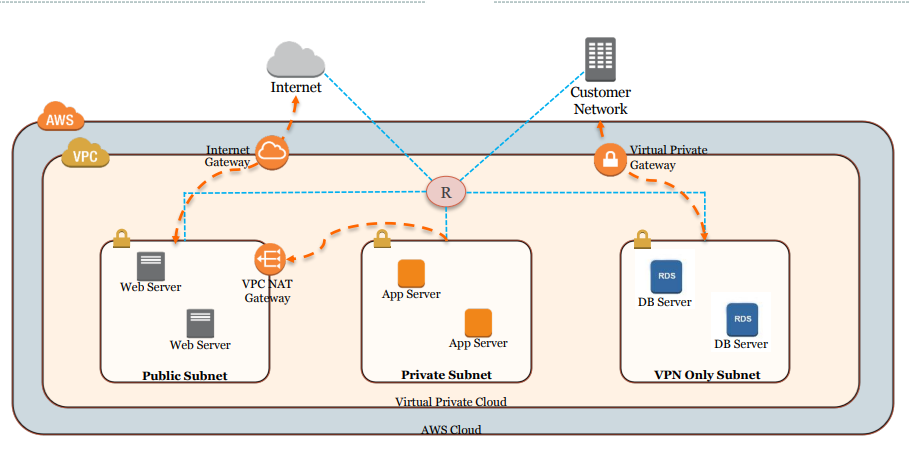 Internet
Customer
Network
AWS
VPC
Internet
Gateway
Virtual Private
Gateway
R
Web Server
VPC NAT
Gateway
Web Server
Public Subnet
App Server
App Server
Private Subnet
RDS
DB Server
RDS
DB Server
VPN Only Subnet
Virtual Private Cloud
AWS Cloud